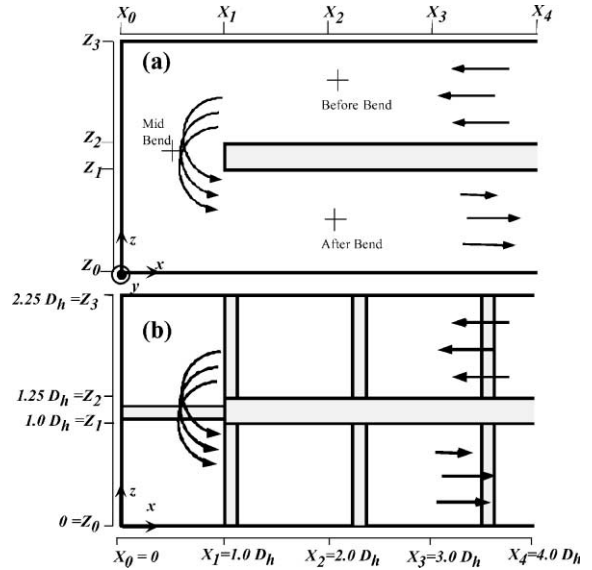 X0 X1 X2 X3 X4
Z3
(a)
Before Bend
Mid
Bend
Z2
Z1
After Bend
z
Z0
x
y
2.25 Dh =Z3
(b)
1.25 Dh =Z2
1.0 Dh =Z1
z
x
0 =Z0
X0 = 0 X1=1.0 Dh X2=2.0 Dh X3=3.0 Dh X4=4.0 Dh